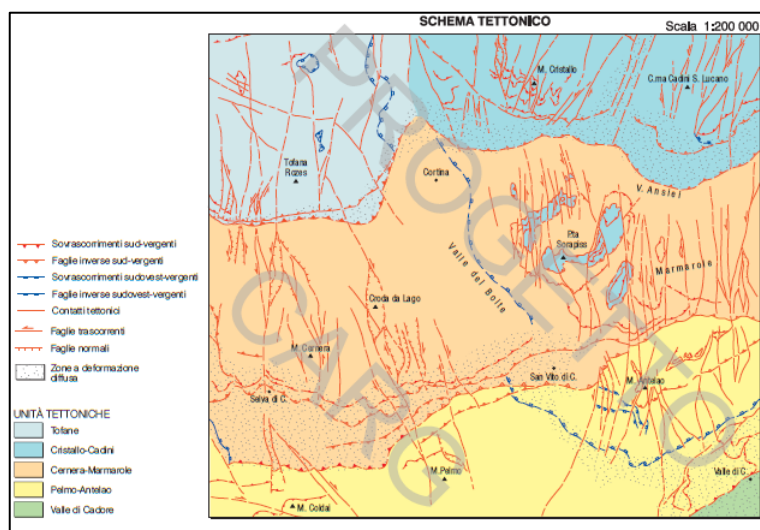 SCHEMA TETTONICO
Scala 1:200 000
M. Cristallo
C.ma Cadini S. Lucano
Tofana
Rozes
Cortina
V. Ansiei
Pta
Sorapiss
Marmarole
Valle del Boite
Croda da Lago
M. Cernera
San Vito di C.
M. Antelao
Selva di C.
M. Pelmo
Valle di C.
M. Coldai
PROGETTO
CARG
Sovrascorrimenti sud-vergenti
Faglie inverse sud-vergenti
Sovrascorrimenti sudovest-vergenti
Faglie inverse sudovest-vergenti
Contatti tettonici
Faglie trascorrenti
Faglie normali
Zone a deformazione
diffusa
UNITÀ TETTONICHE
Tofane
Cristallo-Cadini
Cernera-Marmarole
Pelmo-Antelao
Valle di Cadore